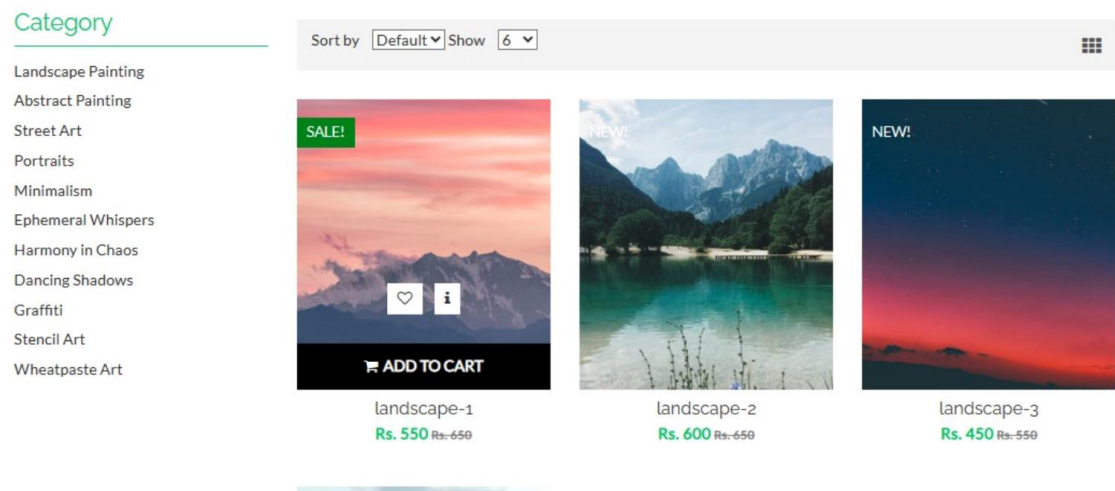 Category
Landscape Painting
Abstract Painting
Street Art
Portraits
Minimalism
Ephemeral Whispers
Harmony in Chaos
Dancing Shadows
Graffiti
Stencil Art
Wheatpaste Art
Sort by Default Show 6
SALE!
NEW!
NEW!
i
ADD TO CART
landscape-1
Rs. 550 Rs. 650
landscape-2
Rs. 600 Rs. 650
landscape-3
Rs. 450 Rs. 550